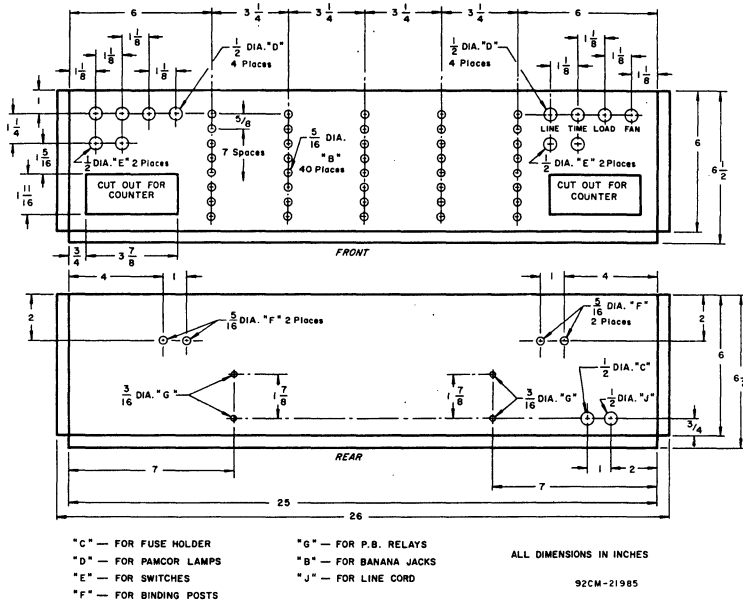 6 3 1/4 3 1/4 3 1/4 3 1/4 6
1 1/8 1/2 DIA. "D" 1/2 DIA. "D" 1 1/8
1 1/8 4 Places 4 Places 1 1/8
1 1/8 1 1/8 1 1/8 1 1/8
1
1 1/4 5/8 LINE TIME LOAD FAN
5/16 DIA.
7 Spaces "B" 6 6 1/2
1 5/16 1/2 DIA. "E" 2 Places 40 Places 1/2 DIA. "E" 2 Places
1 11/16 CUT OUT FOR CUT OUT FOR
COUNTER COUNTER
3/4 3 7/8 FRONT
4 1 1 4
2 5/16 DIA. "F" 2 Places 5/16 DIA. "F" 2
2 Places
1/2 DIA. "C" 6
3/16 DIA. "G" 1 7/8 1 7/8 3/16 DIA. "G" 1/2 DIA. "J"
3/4
REAR
7 1 2
7
25
26
"C" — FOR FUSE HOLDER
"D" — FOR PAMCOR LAMPS
"E" — FOR SWITCHES
"F" — FOR BINDING POSTS
"G" — FOR P.B. RELAYS
"B" — FOR BANANA JACKS
"J" — FOR LINE CORD
ALL DIMENSIONS IN INCHES
92CM-21985